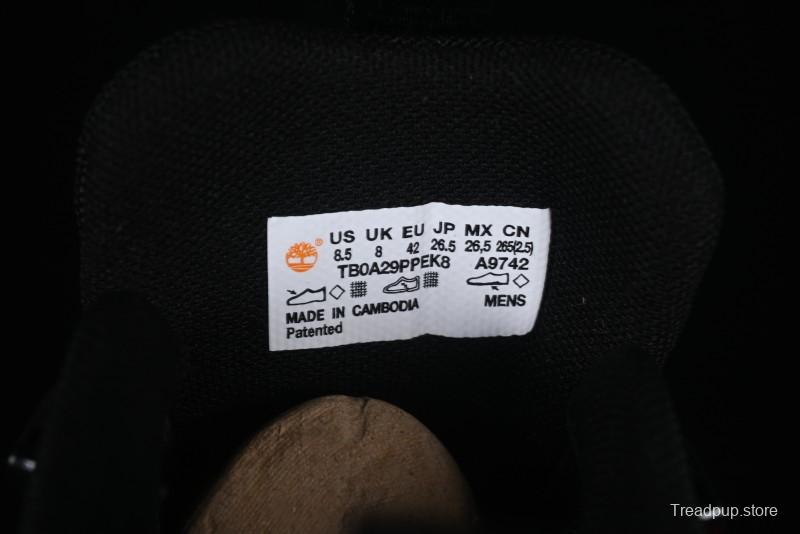 US UK EU JP MX CN
8.5 8 42 26.5 26,5 265(2.5)
TB0A29PPEK8 A9742
MADE IN CAMBODIA MENS
Patented
Treadpup.store